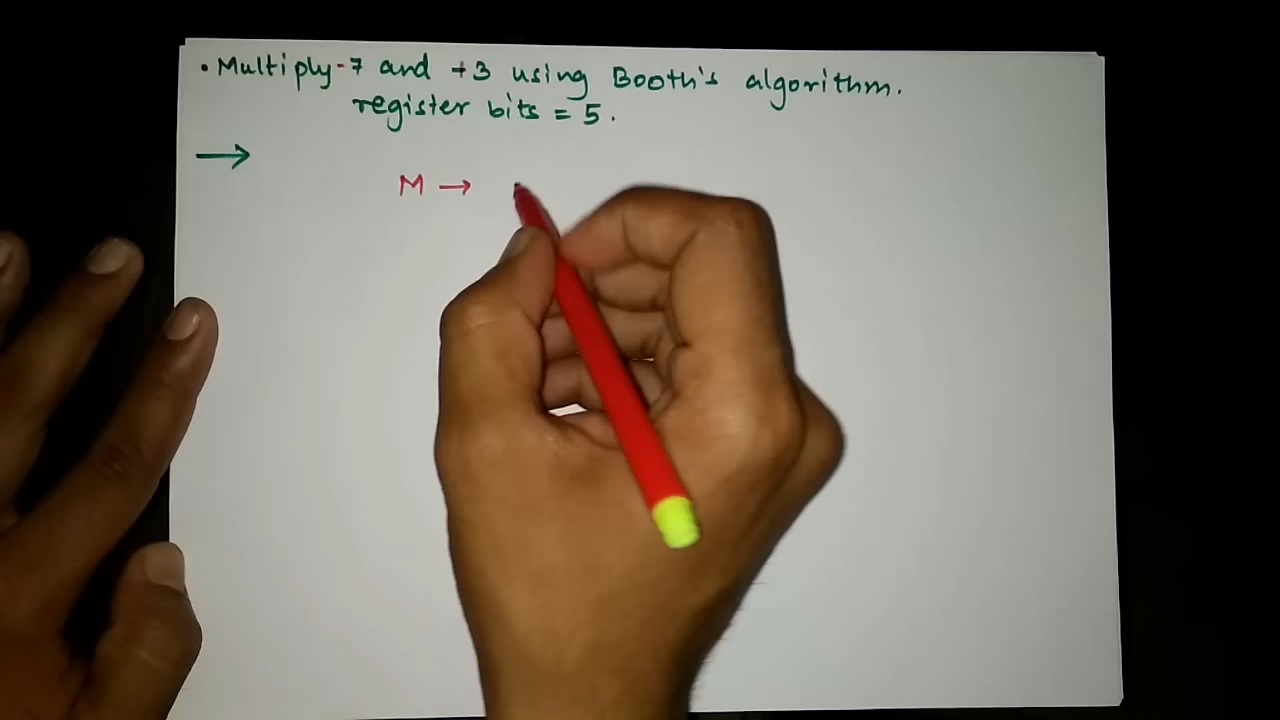 • Multiply -7 and +3 using Booth's algorithm.
register bits = 5.
→
M →